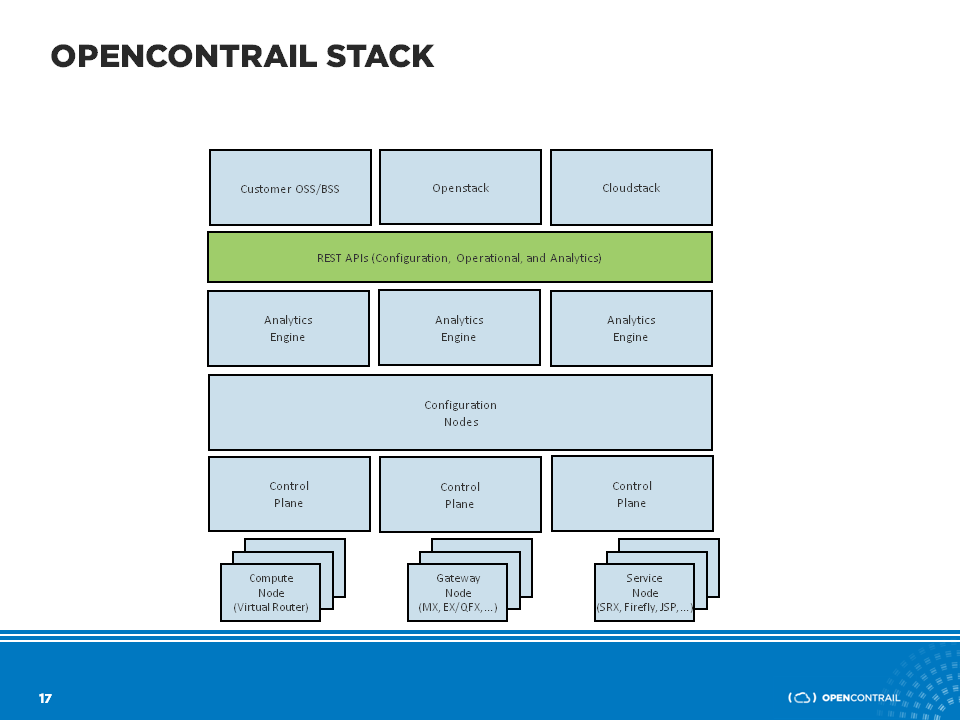 OPENCONTRAIL STACK
Customer OSS/BSS
Openstack
Cloudstack
REST APIs (Configuration, Operational, and Analytics)
Analytics
Engine
Analytics
Engine
Analytics
Engine
Configuration
Nodes
Control
Plane
Control
Plane
Control
Plane
Compute
Node
(Virtual Router)
Gateway
Node
(MX, EX/QFX, ...)
Service
Node
(SRX, Firefly, JSP, ...)
17
OPENCONTRAIL